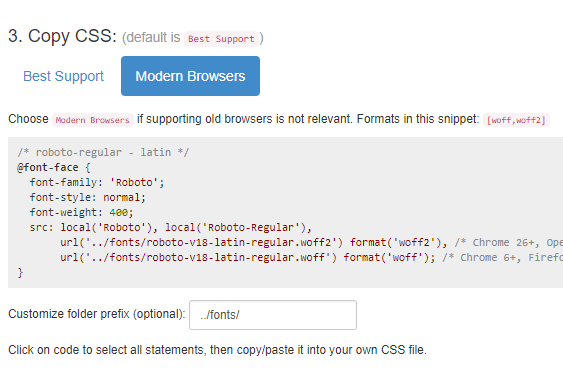 3. Copy CSS: (default is Best Support )
Best Support Modern Browsers
Choose Modern Browsers if supporting old browsers is not relevant. Formats in this snippet: [woff,woff2]
/* roboto-regular - latin */
@font-face {
  font-family: 'Roboto';
  font-style: normal;
  font-weight: 400;
  src: local('Roboto'), local('Roboto-Regular'),
       url('../fonts/roboto-v18-latin-regular.woff2') format('woff2'), /* Chrome 26+, Ope
       url('../fonts/roboto-v18-latin-regular.woff') format('woff'); /* Chrome 6+, Firefo
}
Customize folder prefix (optional): ../fonts/
Click on code to select all statements, then copy/paste it into your own CSS file.